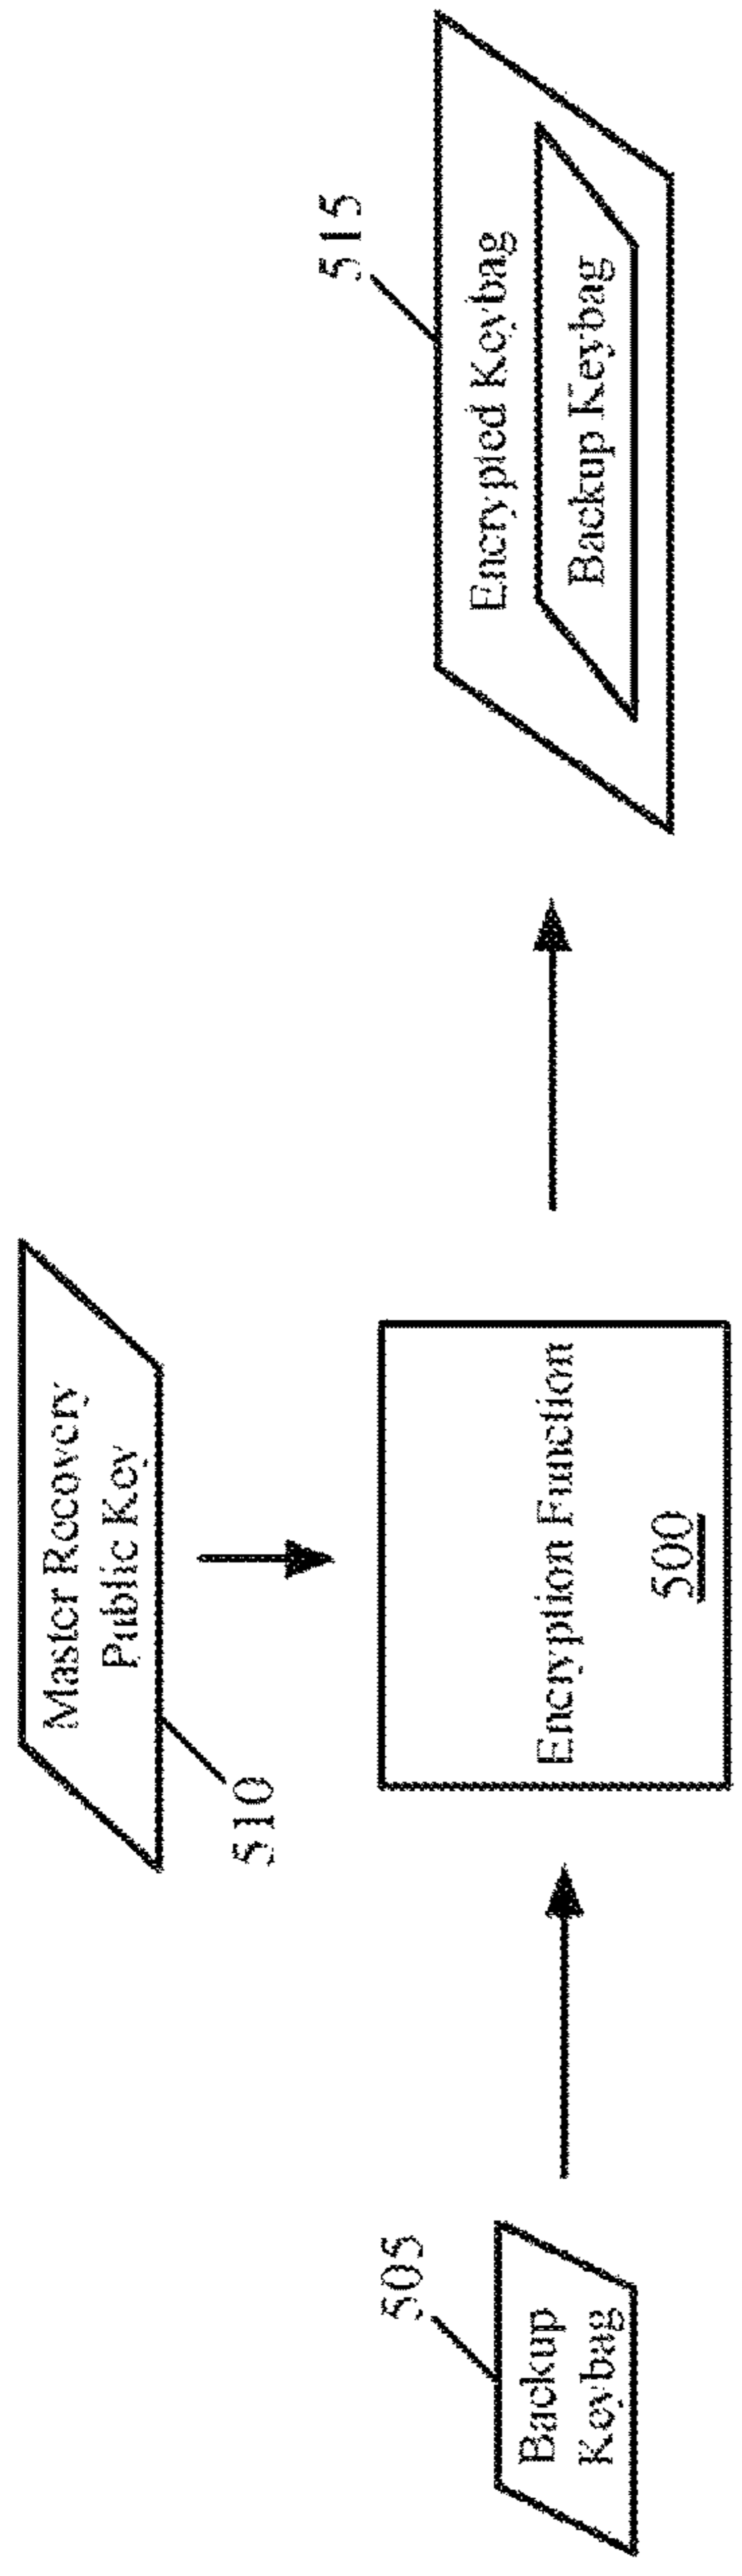 510
Master Recovery
Public Key
505
Backup
Keybag
Encryption Function
500
515
Encrypted Keybag
Backup Keybag